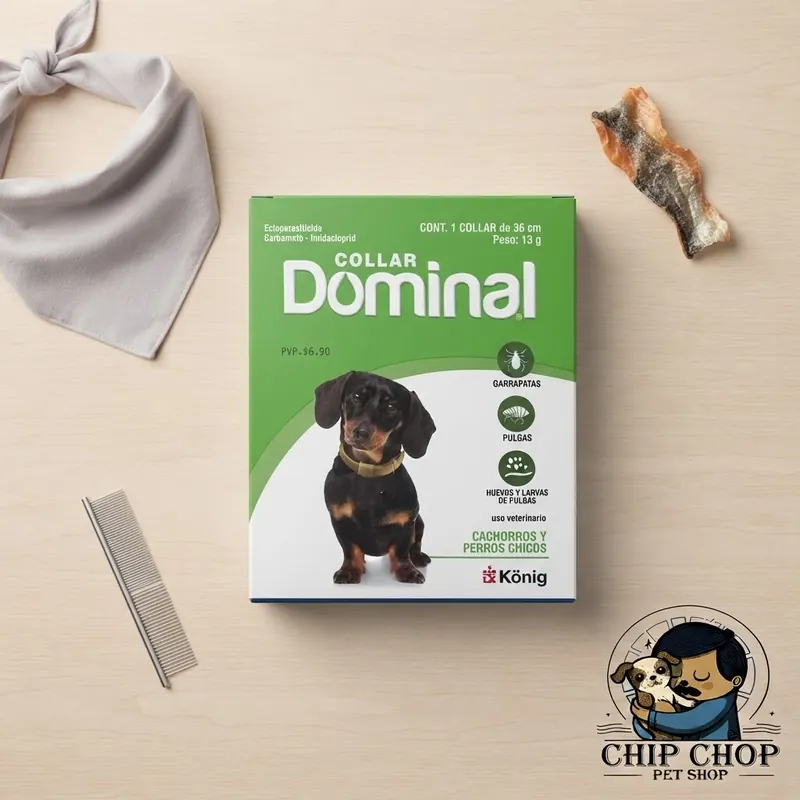 Ectoparasiticida
Carbamato - Imidacloprid
CONT. 1 COLLAR de 36 cm
Peso: 13 g
COLLAR
Dominal®
PVP.$6.90
GARRAPATAS
PULGAS
HUEVOS Y LARVAS
DE PULGAS
uso veterinario
CACHORROS Y
PERROS CHICOS
König
CHIP CHOP
PET SHOP